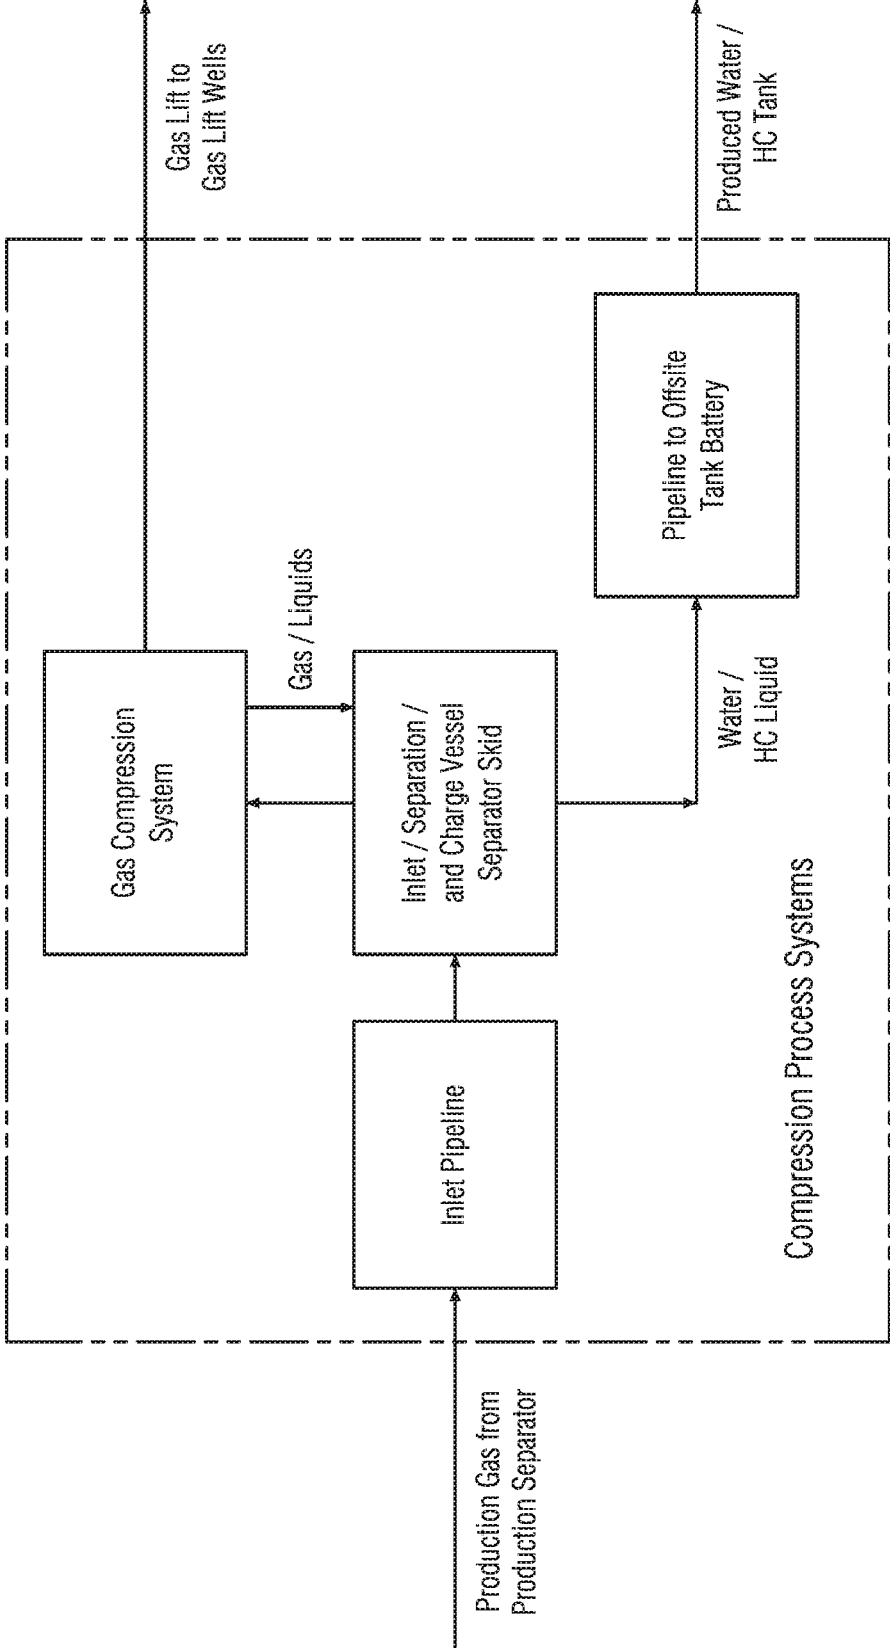 Gas Lift to
Gas Lift Wells
Produced Water /
HC Tank
Gas Compression
System
Gas / Liquids
Inlet / Separation /
and Charge Vessel
Separator Skid
Pipeline to Offsite
Tank Battery
Water /
HC Liquid
Inlet Pipeline
Compression Process Systems
Production Gas from
Production Separator